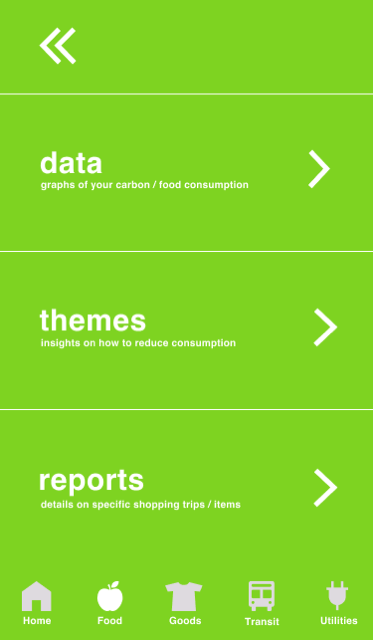 data
graphs of your carbon / food consumption
themes
insights on how to reduce consumption
reports
details on specific shopping trips / items
Home Food Goods Transit Utilities